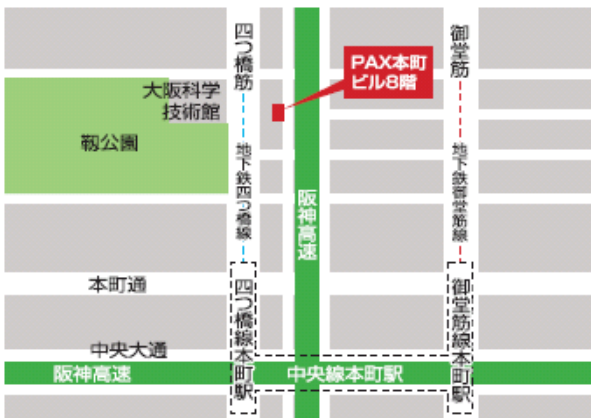 四つ橋筋
御堂筋
PAX本町
ビル8階
大阪科学
技術館
靱公園
地下鉄四つ橋線
地下鉄御堂筋線
阪神高速
本町通
四つ橋線本町駅
御堂筋線本町駅
中央大通
阪神高速
中央線本町駅